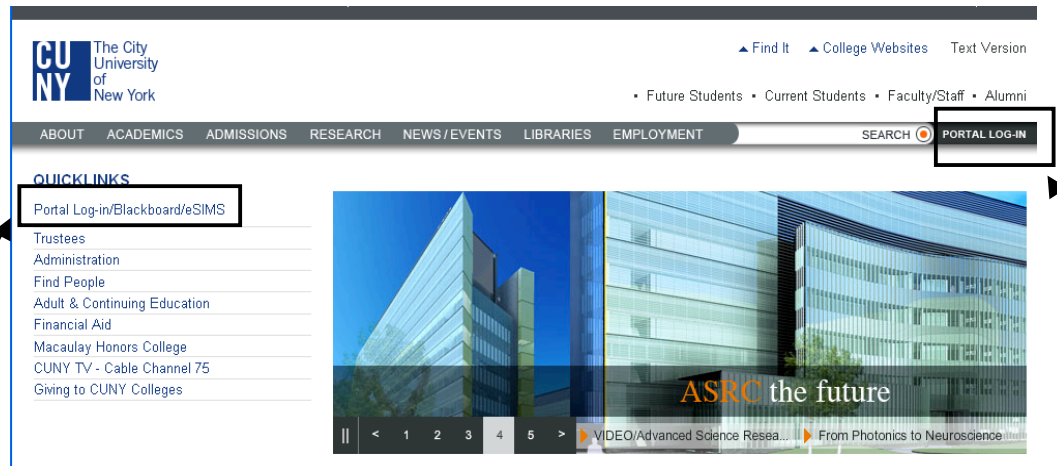 CU
NY
The City
University
of
New York
▲ Find It ▲ College Websites Text Version
▪ Future Students ▪ Current Students ▪ Faculty/Staff ▪ Alumni
ABOUT ACADEMICS ADMISSIONS RESEARCH NEWS / EVENTS LIBRARIES EMPLOYMENT SEARCH PORTAL LOG-IN
QUICKLINKS
Portal Log-in/Blackboard/eSIMS
Trustees
Administration
Find People
Adult & Continuing Education
Financial Aid
Macaulay Honors College
CUNY TV - Cable Channel 75
Giving to CUNY Colleges
ASRC the future
|| < 1 2 3 4 5 > VIDEO/Advanced Science Resea... From Photonics to Neuroscience